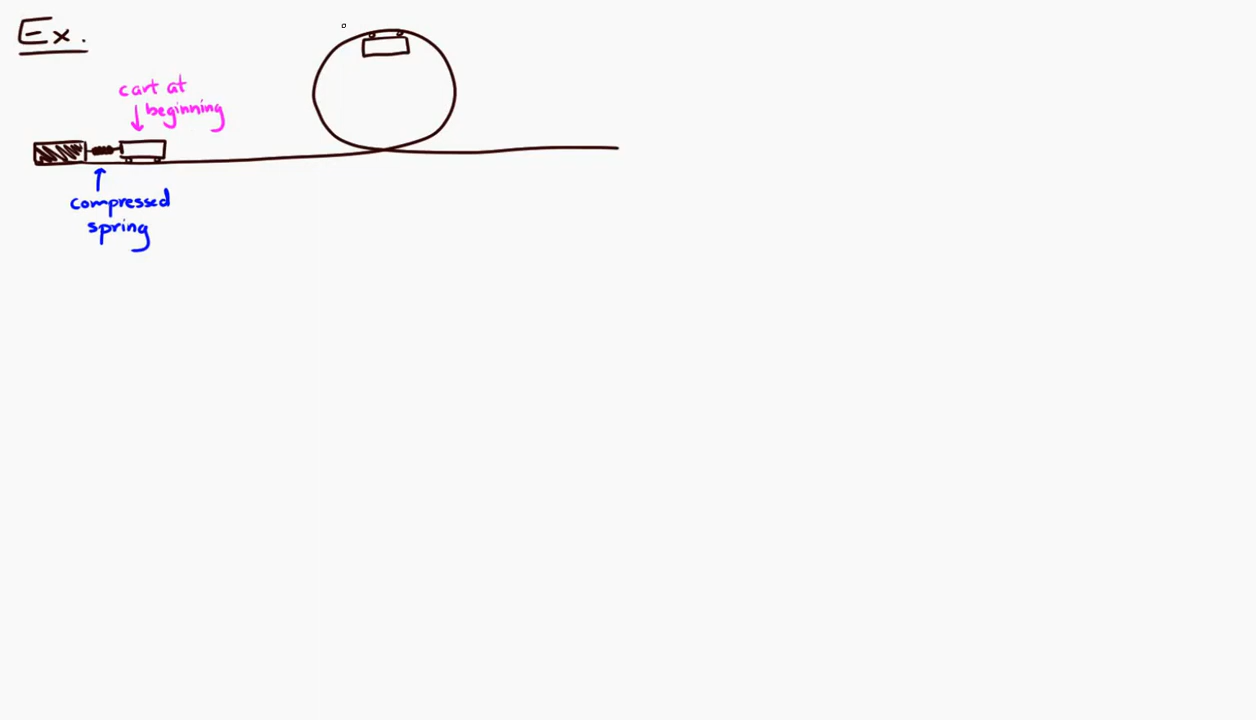 Ex.
cart at
beginning
compressed
spring